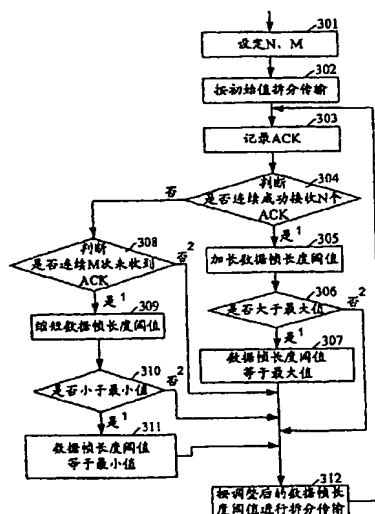 301
设定N、M
302
按初始值拆分传输
303
记录ACK
304
判断
是否连续成功接收N个
ACK
否
是1
305
加长数据帧长度阀值
306
是否大于最大值
否2
是1
307
数据帧长度阀值
等于最大值
308
判断
是否连续M次未收到
ACK
否2
是1
309
缩短数据帧长度阀值
310
是否小于最小值
否2
是1
311
数据帧长度阀值
等于最小值
312
按调整后的数据帧长
度阀值进行拆分传输